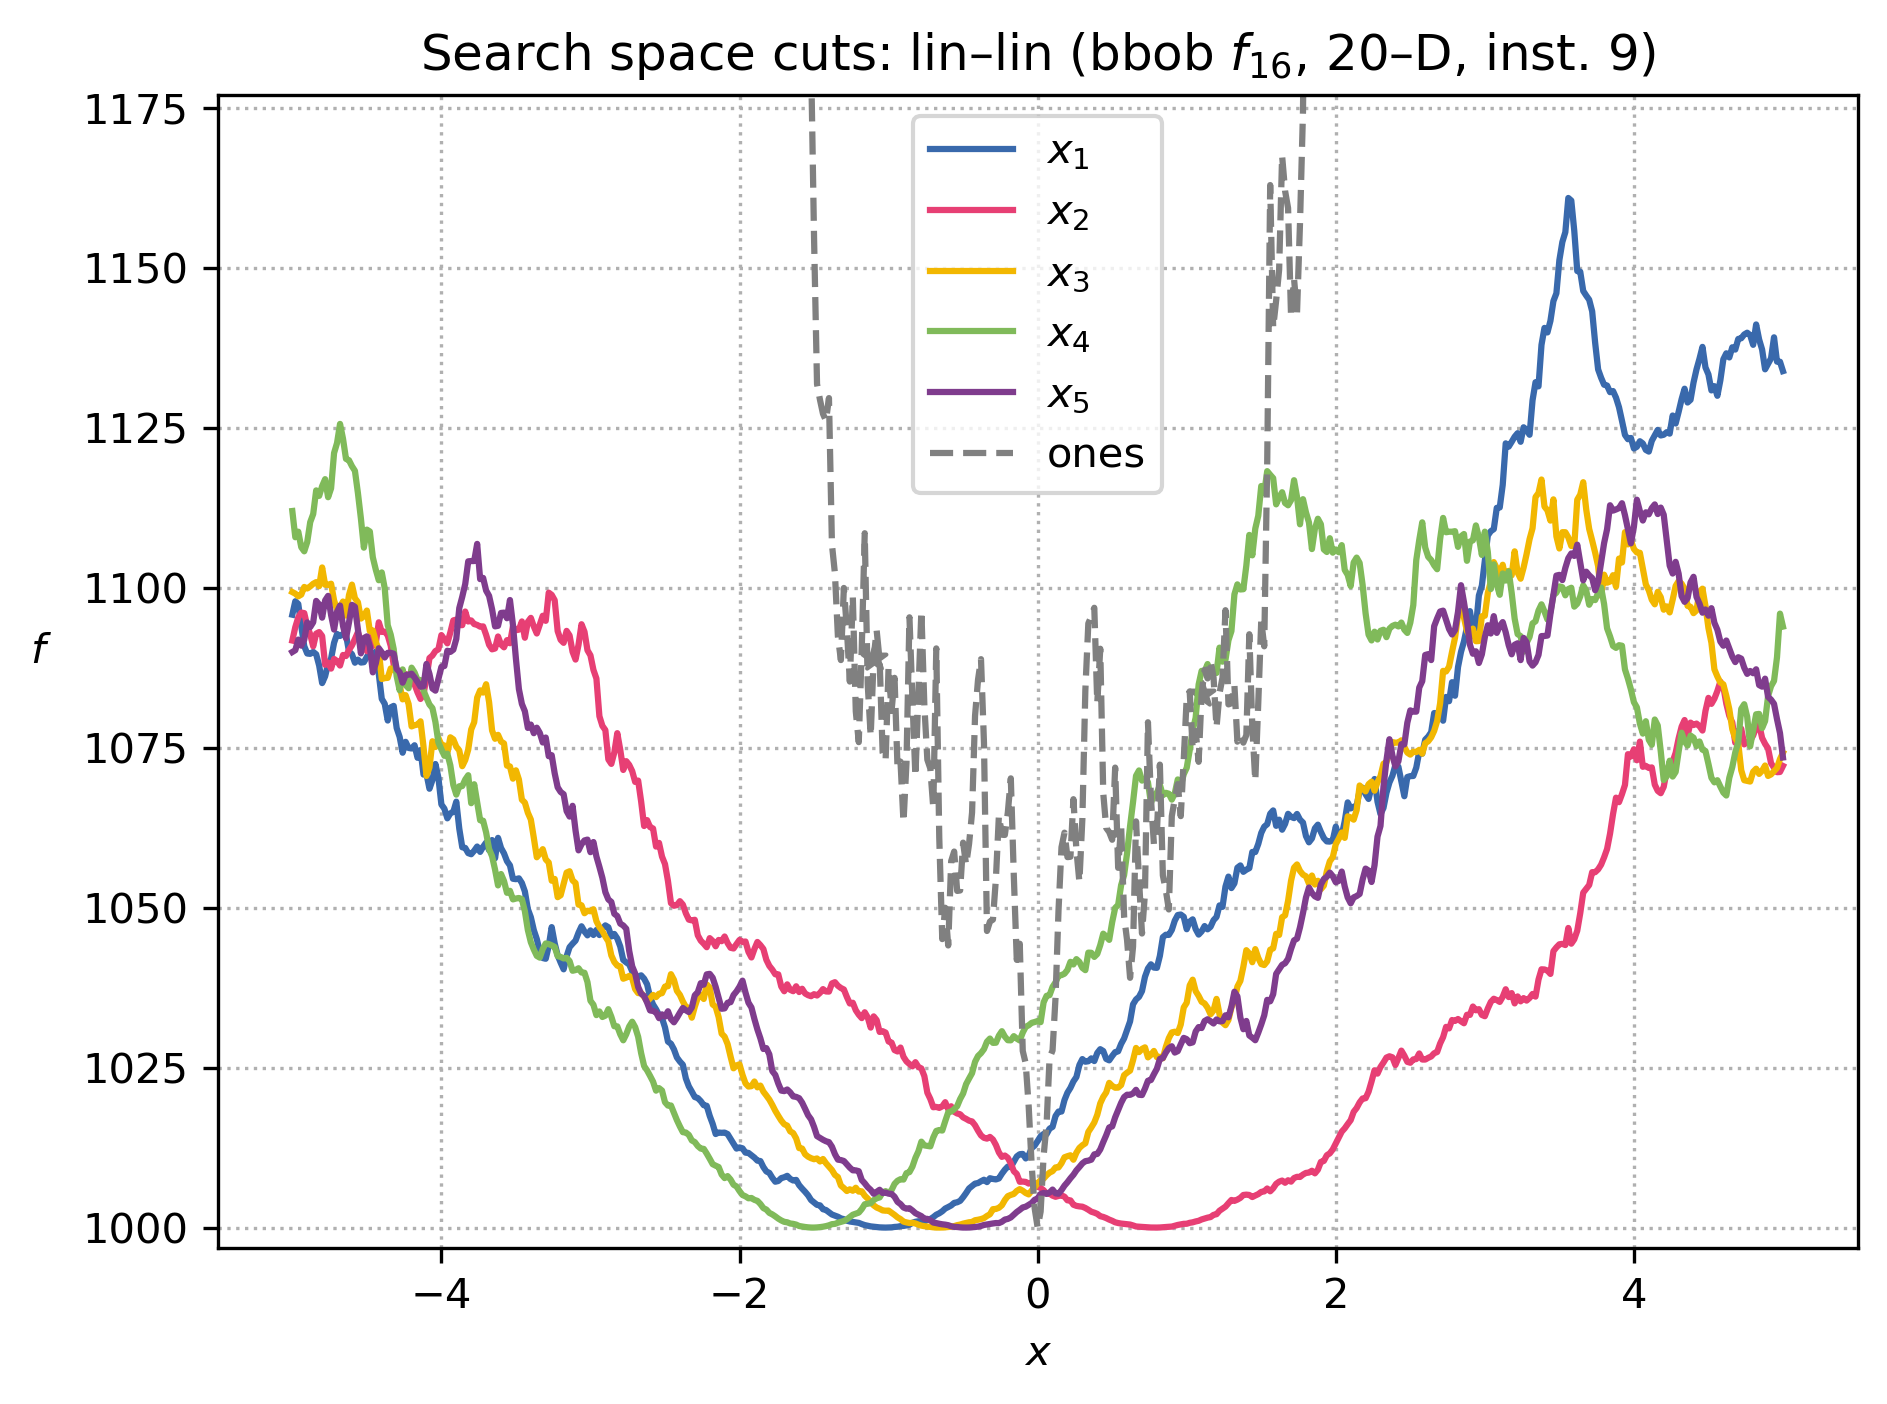 Search space cuts: lin–lin (bbob f₁₆, 20–D, inst. 9)
1175
1150
1125
1100
1075
1050
1025
1000
f
x₁
x₂
x₃
x₄
x₅
ones
−4
−2
0
2
4
x